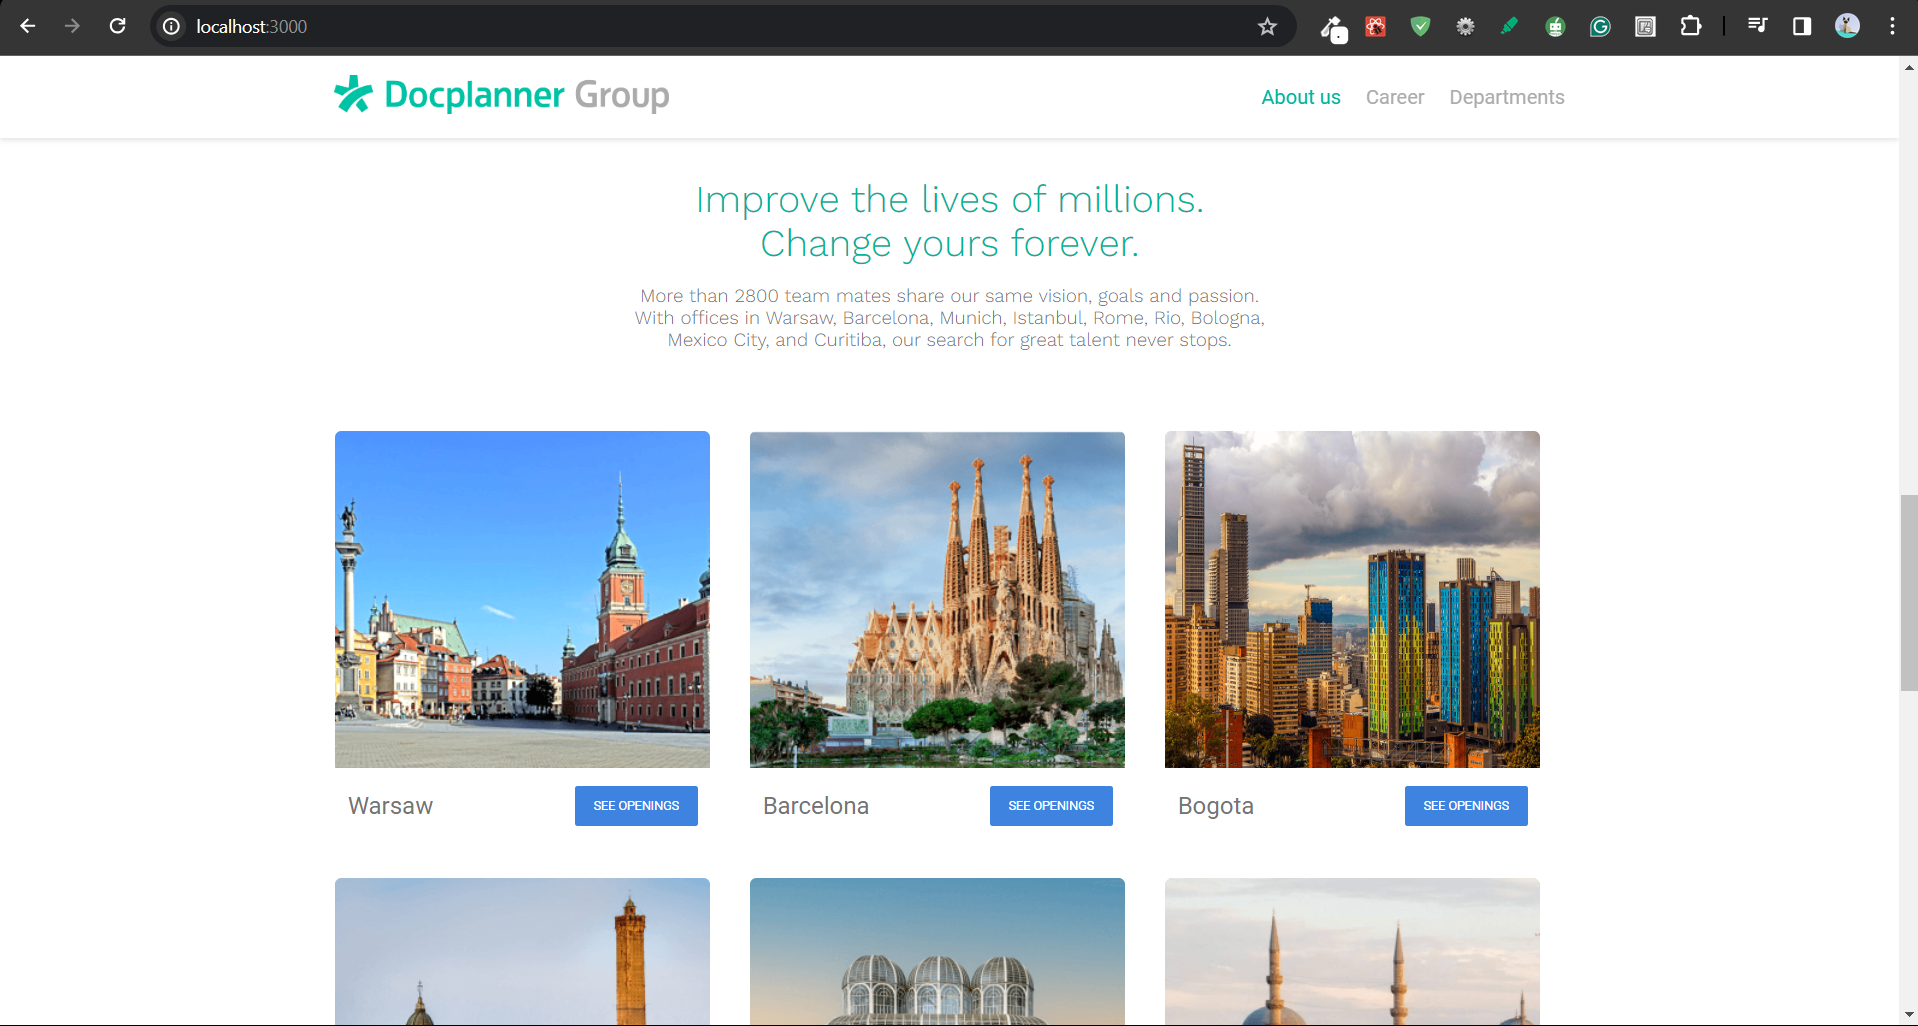 localhost:3000
Docplanner Group
About us
Career
Departments
Improve the lives of millions.
Change yours forever.
More than 2800 team mates share our same vision, goals and passion.
With offices in Warsaw, Barcelona, Munich, Istanbul, Rome, Rio, Bologna,
Mexico City, and Curitiba, our search for great talent never stops.
Warsaw
SEE OPENINGS
Barcelona
SEE OPENINGS
Bogota
SEE OPENINGS